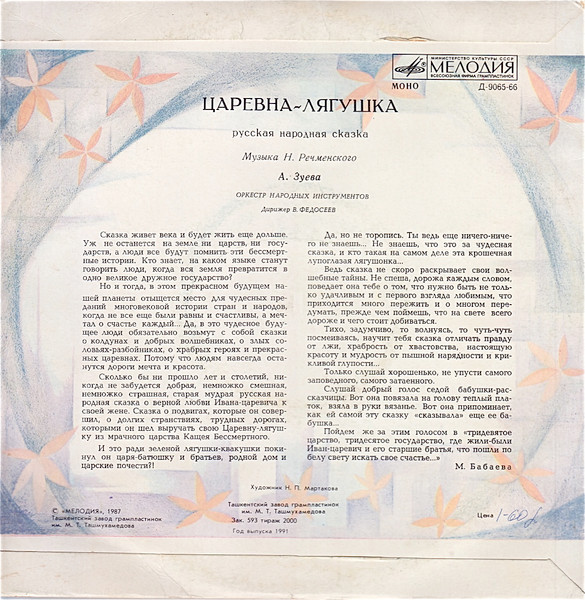 МИНИСТЕРСТВО КУЛЬТУРЫ СССР
МЕЛОДИЯ
ВСЕСОЮЗНАЯ ФИРМА ГРАМПЛАСТИНОК
МОНО
Д-9065-66
ЦАРЕВНА-ЛЯГУШКА
русская народная сказка
Музыка Н. Речменского
А. Зуева
ОРКЕСТР НАРОДНЫХ ИНСТРУМЕНТОВ
Дирижер В. ФЕДОСЕЕВ
Сказка живет века и будет жить еще дольше.
Уж не останется на земле ни царств, ни госу-
дарств, а люди все будут помнить эти бессмерт-
ные истории. Кто знает, на каком языке станут
говорить люди, когда вся земля превратится в
одно великое дружное государство?
Но и тогда, в этом прекрасном будущем на-
шей планеты отыщется место для чудесных пре-
даний многовековой истории стран и народов,
когда не все еще были равны и счастливы, а меч-
тал о счастье каждый... Да, в это чудесное буду-
щее люди обязательно возьмут с собой сказки
о колдунах и добрых волшебниках, о злых со-
ловьях-разбойниках, о храбрых героях и прекрас-
ных царевнах. Потому что людям навсегда оста-
нутся дороги мечта и красота.
Сколько бы ни прошло лет и столетий, ни-
когда не забудется добрая, немножко смешная,
немножко страшная, старая мудрая русская на-
родная сказка о верной любви Ивана-царевича к
своей жене. Сказка о подвигах, которые он совер-
шил, о долгих странствиях, трудных дорогах,
которыми он шел выручать свою Царевну-лягуш-
ку из мрачного царства Кащея Бессмертного.
И это ради зеленой лягушки-квакушки поки-
нул он царя-батюшку и братьев, родной дом и
царские почести?!
Да, но не торопись. Ты ведь еще ничего-ниче-
го не знаешь... Не знаешь, что это за чудесная
сказка, и кто такая на самом деле эта крошечная
лупоглазая лягушонка...
Ведь сказка не скоро раскрывает свои вол-
шебные тайны. Не спеша, дорожа каждым словом,
поведает она тебе о том, что нужно быть не толь-
ко удачливым и с первого взгляда любимым, что
приходится много пережить и о многом пере-
думать, прежде чем поймешь, что на свете всего
дороже и чего стоит добиваться.
Тихо, задумчиво, то волнуясь, то чуть-чуть
посмеиваясь, научит тебя сказка отличать правду
от лжи, храбрость от хвастовства, настоящую
красоту и мудрость от пышной нарядности и кри-
кливой глупости...
Только слушай хорошенько, не упусти самого
заповедного, самого затаенного.
Слушай добрый голос седой бабушки-рас-
сказчицы. Вот она повязала на голову теплый пла-
ток, взяла в руки вязанье. Вот она припоминает,
как ей самой эту сказку «сказывала» еще ее ба-
бушка...
Пойдем же за этим голосом в «тридевятое
царство, тридесятое государство, где жили-были
Иван-царевич и его старшие братья, что пошли по
белу свету искать свое счастье...»
М. Бабаева
Художник Н. П. Мартакова
© «МЕЛОДИЯ», 1987
Ташкентский завод грампластинок
им. М. Т. Ташмухамедова
Ташкентский завод грампластинок
им. М. Т. Ташмухамедова
Зак. 593 тираж 2000
Год выпуска 1991
Цена 1-60